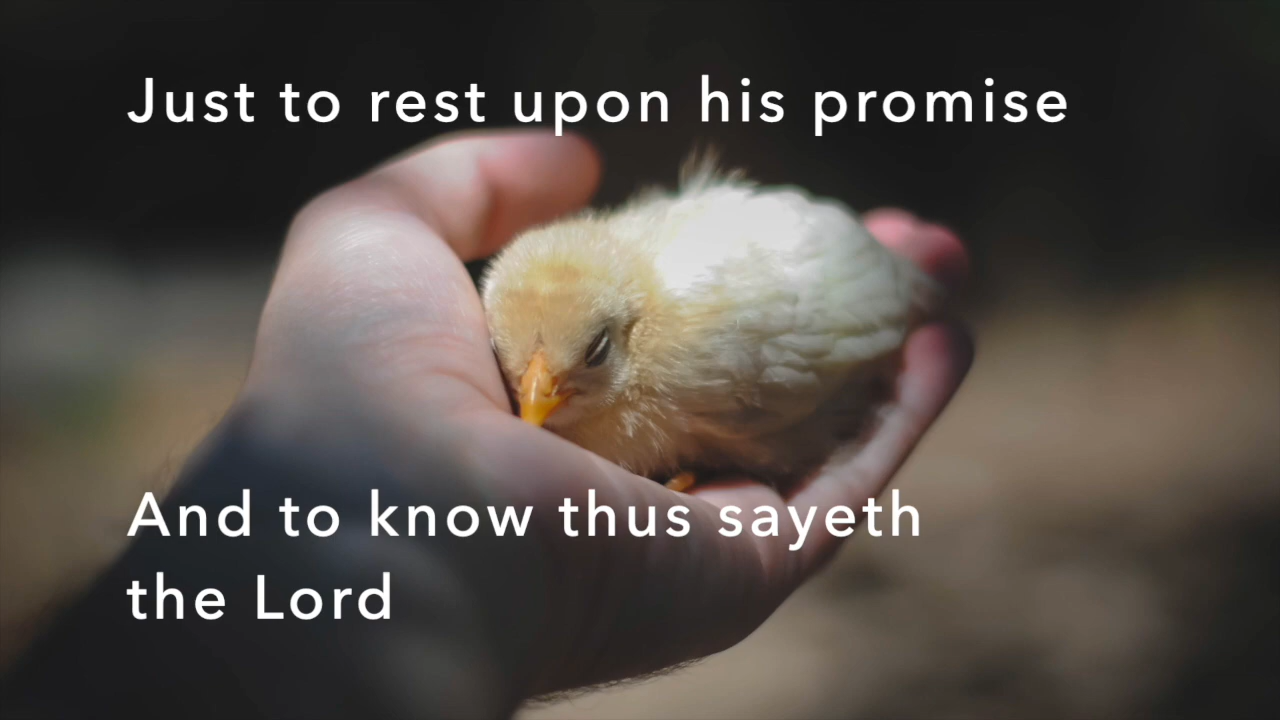 Just to rest upon his promise
And to know thus sayeth
the Lord